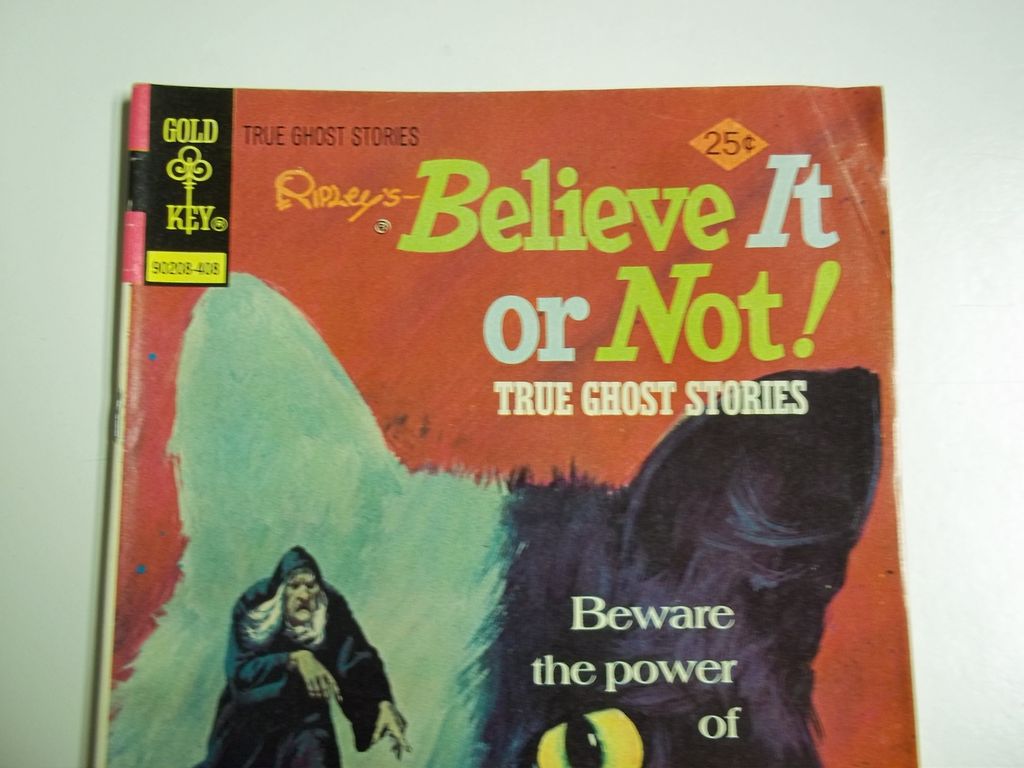 GOLD
KEY®
90208-408
TRUE GHOST STORIES
25¢
Ripley's-Believe It
®
or Not!
TRUE GHOST STORIES
Beware
the power
of